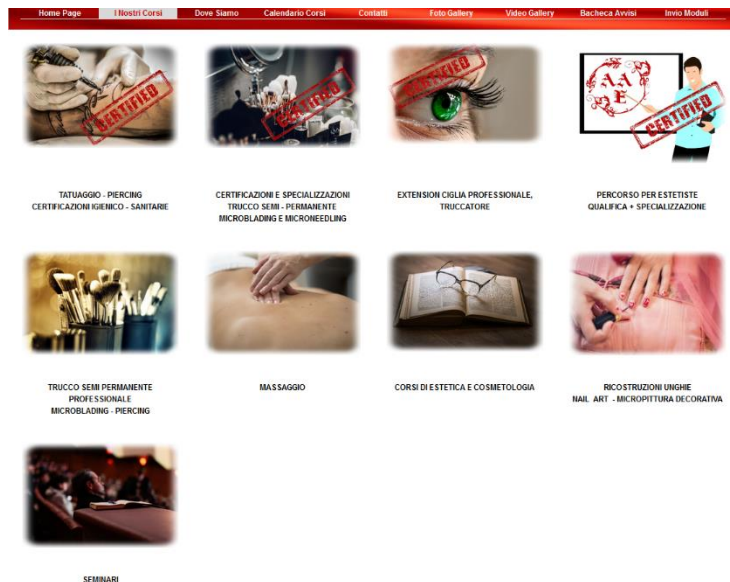 Home Page
I Nostri Corsi
Dove Siamo
Calendario Corsi
Contatti
Foto Gallery
Video Gallery
Bacheca Avvisi
Invio Moduli
CERTIFIED
CERTIFIED
CERTIFIED
A A
E
CERTIFIED
TATUAGGIO - PIERCING
CERTIFICAZIONI IGIENICO - SANITARIE
CERTIFICAZIONI E SPECIALIZZAZIONI
TRUCCO SEMI - PERMANENTE
MICROBLADING E MICRONEEDLING
EXTENSION CIGLIA PROFESSIONALE,
TRUCCATORE
PERCORSO PER ESTETISTE
QUALIFICA + SPECIALIZZAZIONE
TRUCCO SEMI PERMANENTE
PROFESSIONALE
MICROBLADING - PIERCING
MASSAGGIO
CORSI DI ESTETICA E COSMETOLOGIA
RICOSTRUZIONI UNGHIE
NAIL ART - MICROPITTURA DECORATIVA
SEMINARI